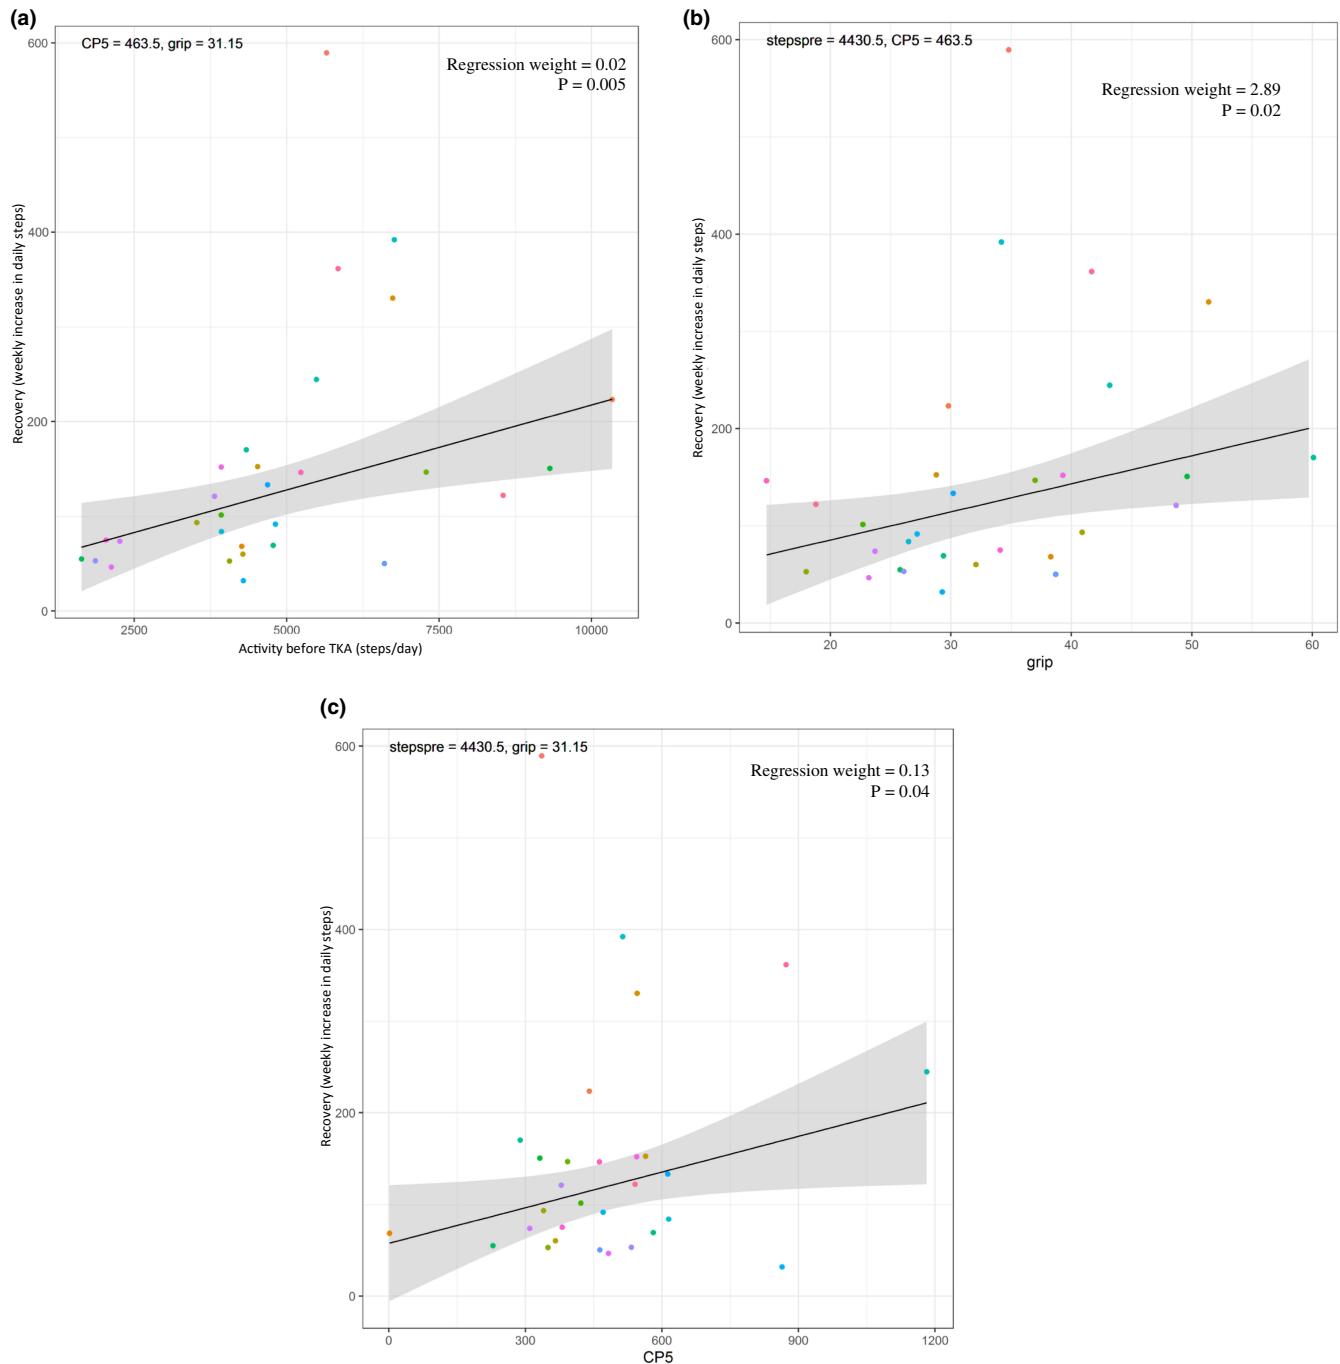 (a)
CP5 = 463.5, grip = 31.15
Regression weight = 0.02
P = 0.005
Recovery (weekly increase in daily steps)
600
400
200
0
2500
5000
7500
10000
Activity before TKA (steps/day)
(b)
stepspre = 4430.5, CP5 = 463.5
Regression weight = 2.89
P = 0.02
Recovery (weekly increase in daily steps)
600
400
200
0
20
30
40
50
60
grip
(c)
stepspre = 4430.5, grip = 31.15
Regression weight = 0.13
P = 0.04
Recovery (weekly increase in daily steps)
600
400
200
0
0
300
600
900
1200
CP5